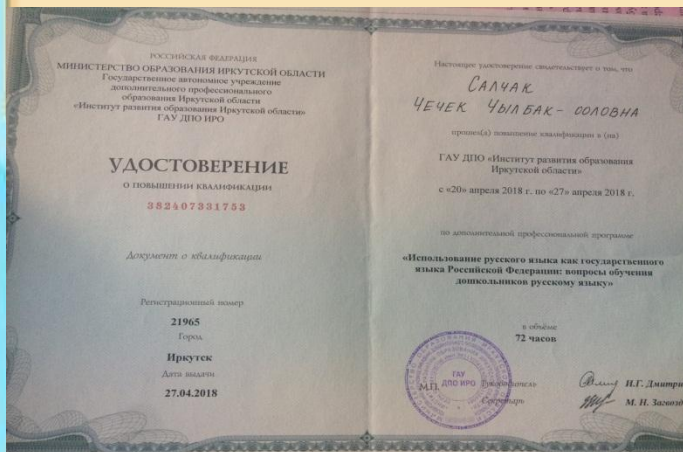 РОССИЙСКАЯ ФЕДЕРАЦИЯ
МИНИСТЕРСТВО ОБРАЗОВАНИЯ ИРКУТСКОЙ ОБЛАСТИ
Государственное автономное учреждение
дополнительного профессионального
образования Иркутской области
«Институт развития образования Иркутской области»
ГАУ ДПО ИРО
УДОСТОВЕРЕНИЕ
О ПОВЫШЕНИИ КВАЛИФИКАЦИИ
382407331753
Документ о квалификации
Регистрационный номер
21965
Город
Иркутск
Дата выдачи
27.04.2018
Настоящее удостоверение свидетельствует о том, что
САЛЧАК
ЧЕЧЕК ЧЫЛБАК-ООЛОВНА
прошел(а) повышение квалификации в (на)
ГАУ ДПО «Институт развития образования
Иркутской области»
с «20» апреля 2018 г. по «27» апреля 2018 г.
по дополнительной профессиональной программе
«Использование русского языка как государственного
языка Российской Федерации: вопросы обучения
дошкольников русскому языку»
в объёме
72 часов
ГАУ
ДПО ИРО
М.П.
Руководитель И.Г.
Секретарь М. Н.